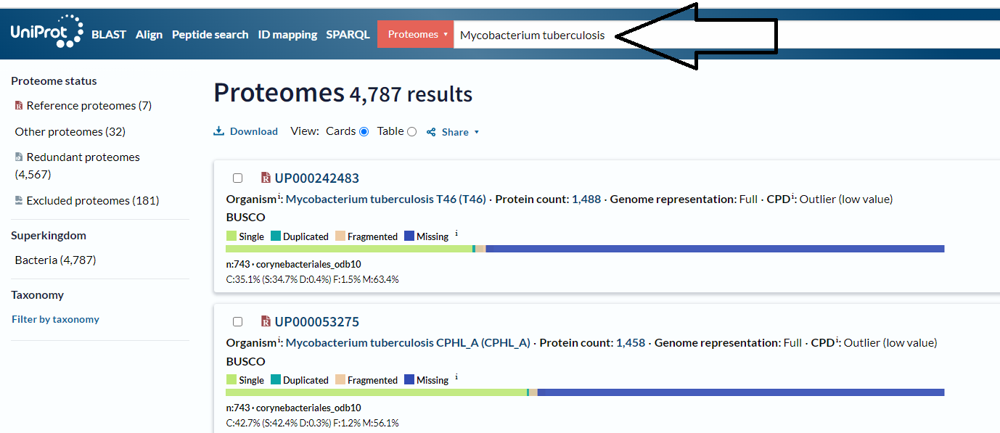 UniProt BLAST Align Peptide search ID mapping SPARQL Proteomes Mycobacterium tuberculosis
Proteome status
Reference proteomes (7)
Other proteomes (32)
Redundant proteomes
(4,567)
Excluded proteomes (181)
Superkingdom
Bacteria (4,787)
Taxonomy
Filter by taxonomy
Proteomes 4,787 results
Download View: Cards Table Share
R UP000242483
Organism i: Mycobacterium tuberculosis T46 (T46) · Protein count: 1,488 · Genome representation: Full · CPD i: Outlier (low value)
BUSCO
Single Duplicated Fragmented Missing i
n:743 · corynebacteriales_odb10
C:35.1% (S:34.7% D:0.4%) F:1.5% M:63.4%
R UP000053275
Organism i: Mycobacterium tuberculosis CPHL_A (CPHL_A) · Protein count: 1,458 · Genome representation: Full · CPD i: Outlier (low value)
BUSCO
Single Duplicated Fragmented Missing i
n:743 · corynebacteriales_odb10
C:42.7% (S:42.4% D:0.3%) F:1.2% M:56.1%